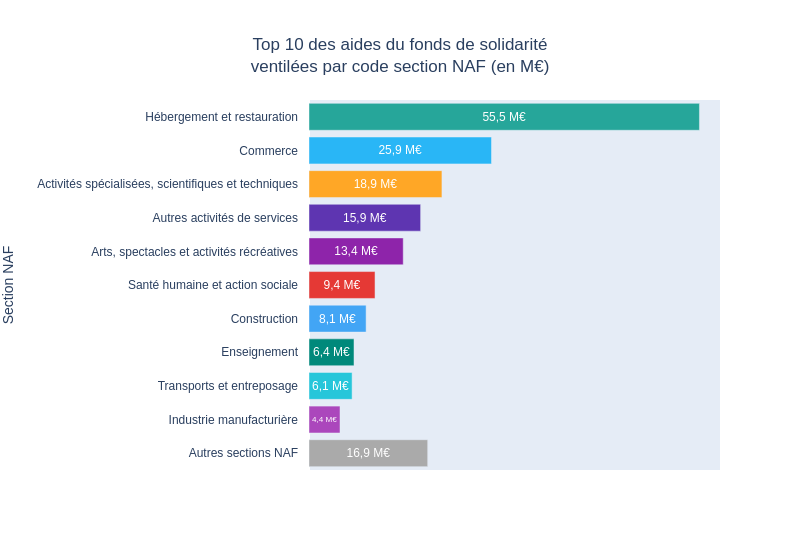 Top 10 des aides du fonds de solidarité
ventilées par code section NAF (en M€)
Section NAF
Hébergement et restauration 55,5 M€
Commerce 25,9 M€
Activités spécialisées, scientifiques et techniques 18,9 M€
Autres activités de services 15,9 M€
Arts, spectacles et activités récréatives 13,4 M€
Santé humaine et action sociale 9,4 M€
Construction 8,1 M€
Enseignement 6,4 M€
Transports et entreposage 6,1 M€
Industrie manufacturière 4,4 M€
Autres sections NAF 16,9 M€